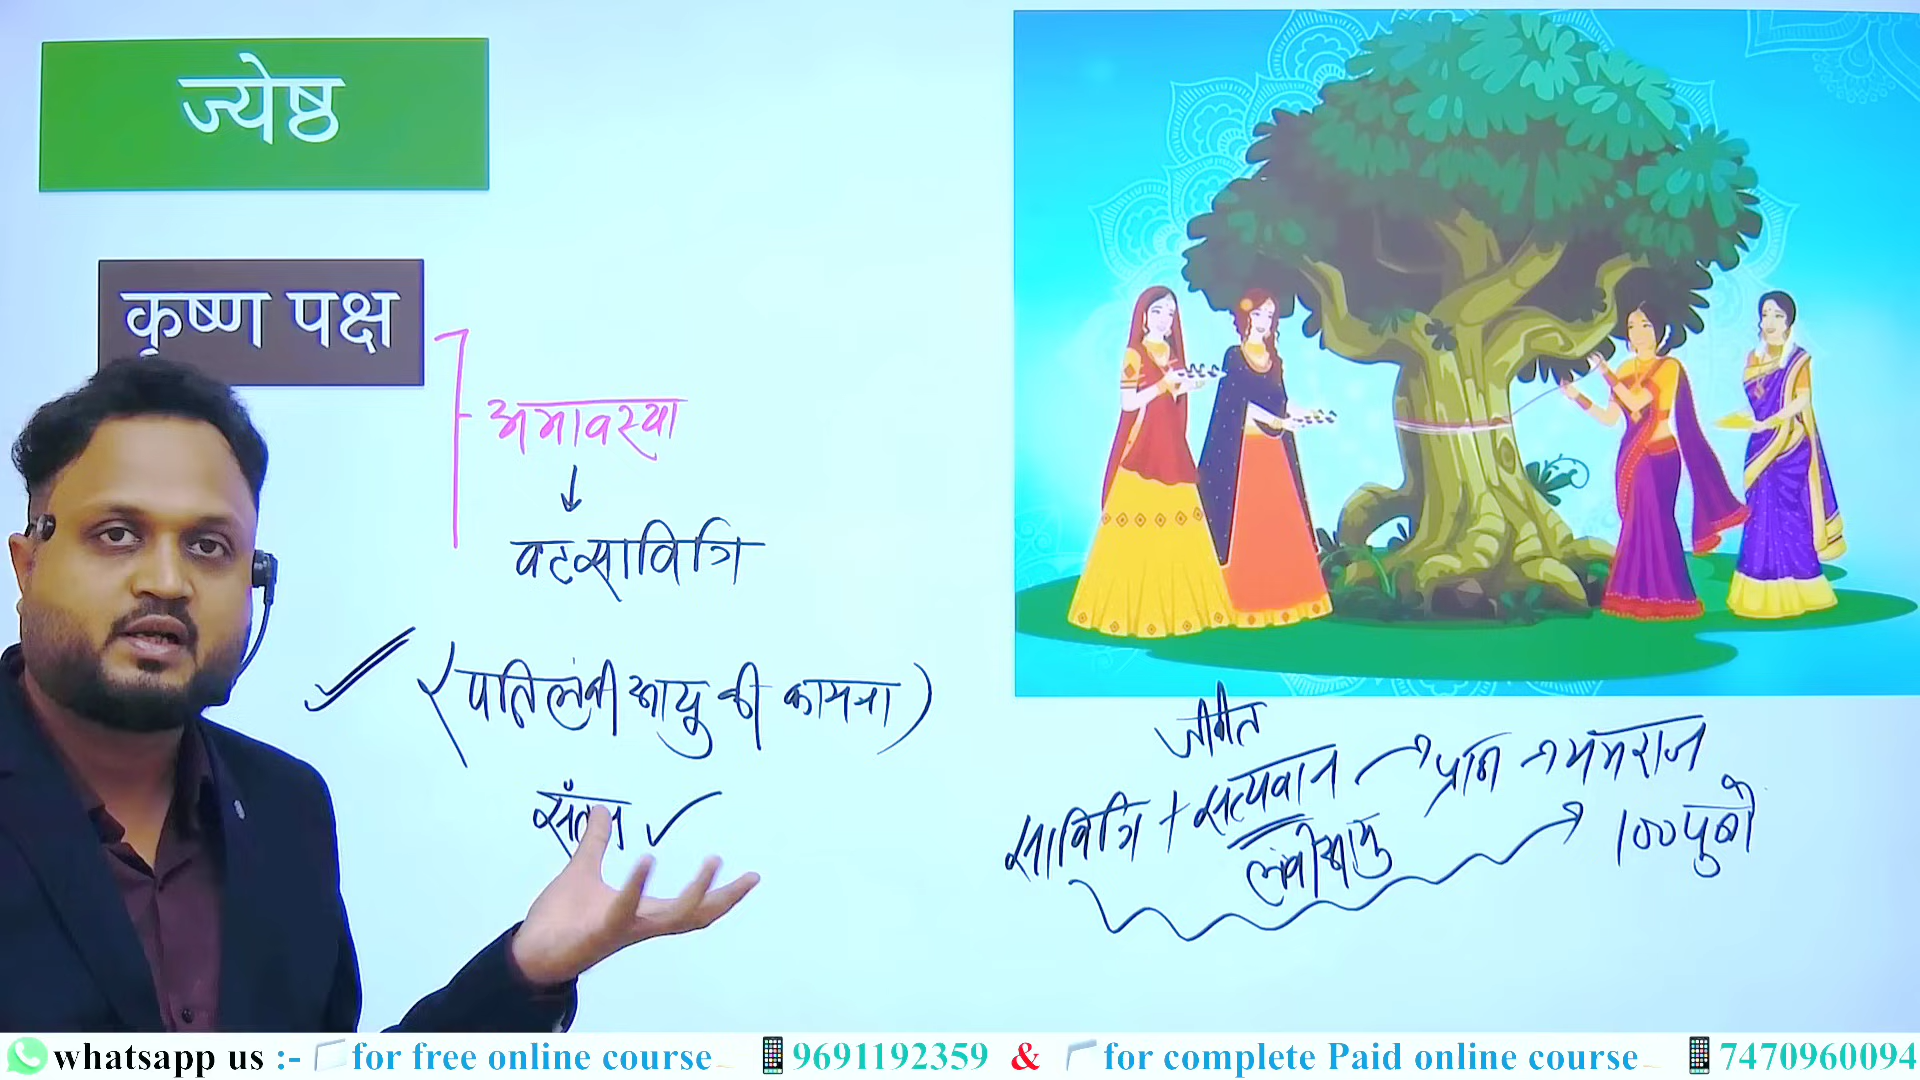 ज्येष्ठ
कृष्ण पक्ष
अमावस्या
वटसावित्रि
(पति लंबी आयु की कामना)
संतान
जीवीत
सावित्रि + सत्यवान → प्राण → यमराज
लंबी आयु
100 पुत्रो
whatsapp us :- for free online course 9691192359 & for complete Paid online course 7470960094